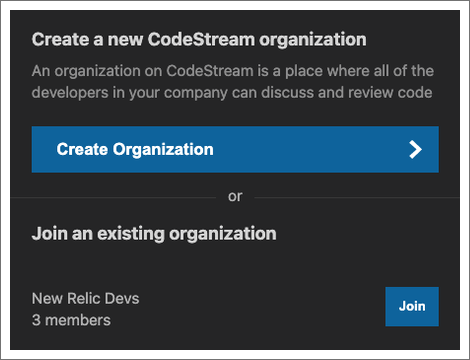 Create a new CodeStream organization
An organization on CodeStream is a place where all of the
developers in your company can discuss and review code
Create Organization
or
Join an existing organization
New Relic Devs
3 members
Join